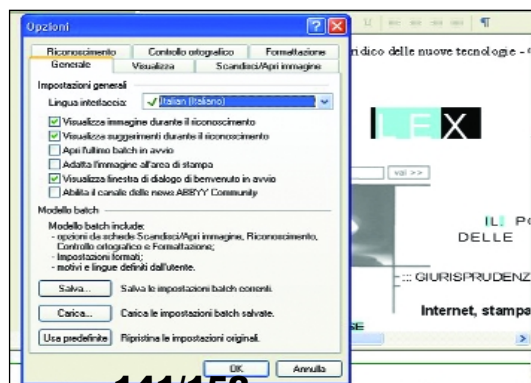 Opzioni
Riconoscimento Controllo ortografico Formattazione
Generale Visualizza Scandisci/Apri immagine
Impostazioni generali
Lingua interfaccia: Italian (Italiano)
Visualizza immagine durante il riconoscimento
Visualizza suggerimenti durante il riconoscimento
Apri l'ultimo batch in avvio
Adatta l'immagine all'area di stampa
Visualizza finestra di dialogo di benvenuto in avvio
Abilita il canale delle news ABBYY Community
Modello batch
Modello batch include:
- opzioni da schede Scandisci/Apri immagine, Riconoscimento,
Controllo ortografico e Formattazione;
- Impostazioni formati;
- motivi e lingue definiti dall'utente.
Salva... Salva le impostazioni batch correnti.
Carica... Carica le impostazioni batch salvate.
Usa predefinite Ripristina le impostazioni originali.
OK Annulla
ridico delle nuove tecnologie -
LEX
vai >>
IL P
DELLE
::: GIURISPRUDENZ
Internet, stampa
SE
141/152